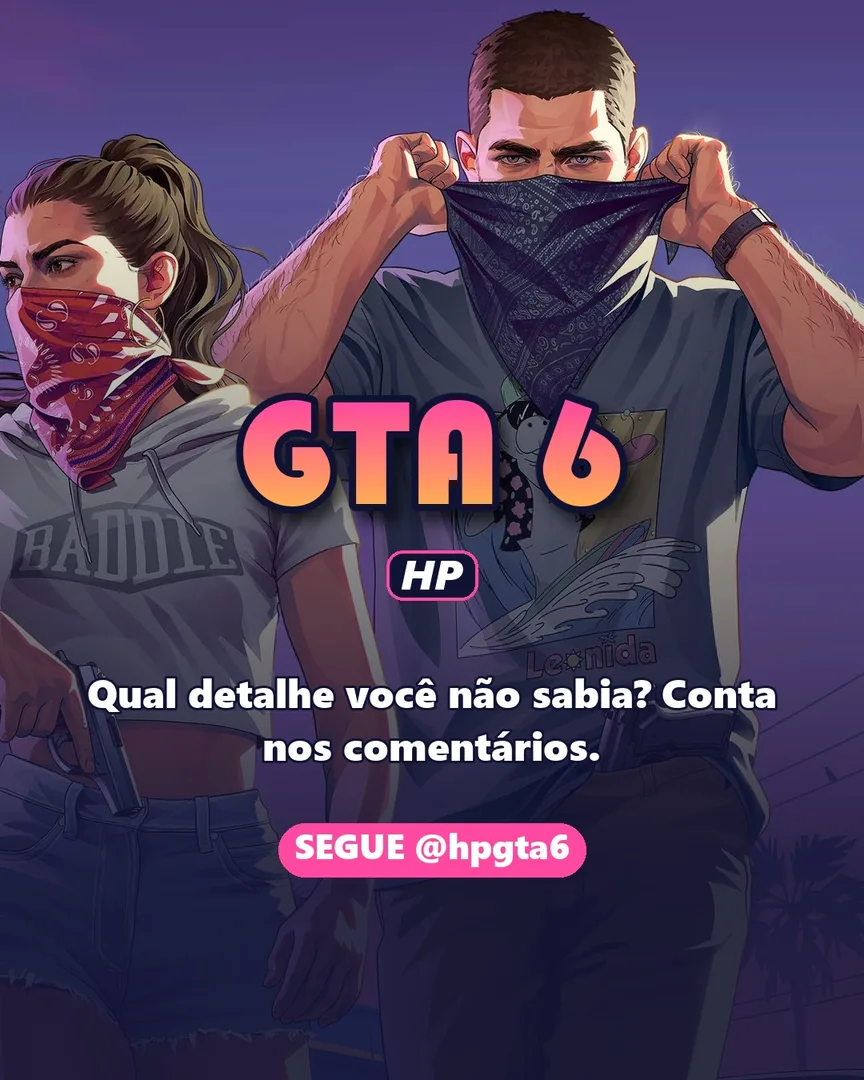 GTA 6
BADDIE
HP
Leonida
Qual detalhe você não sabia? Conta
nos comentários.
SEGUE @hpgta6